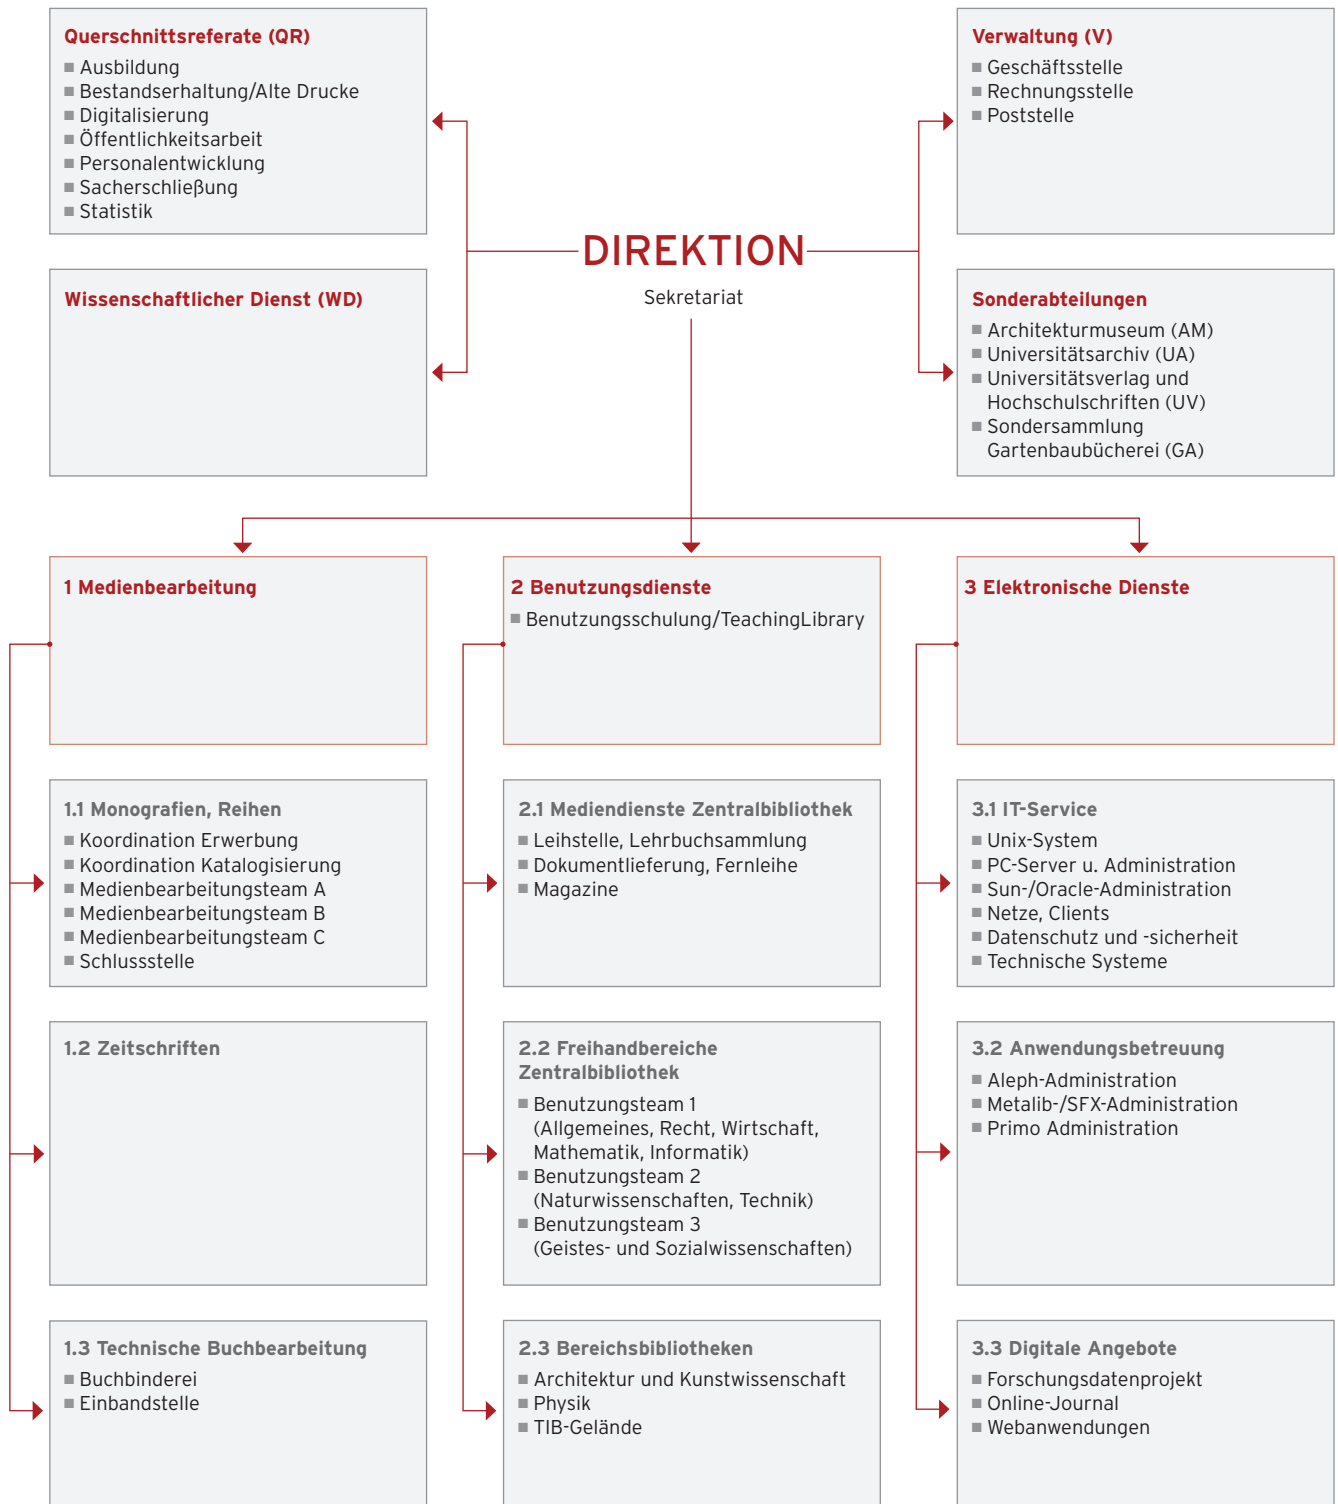 Querschnittsreferate (QR)
■ Ausbildung
■ Bestandserhaltung/Alte Drucke
■ Digitalisierung
■ Öffentlichkeitsarbeit
■ Personalentwicklung
■ Sacherschließung
■ Statistik
Verwaltung (V)
■ Geschäftsstelle
■ Rechnungsstelle
■ Poststelle
DIREKTION
Sekretariat
Wissenschaftlicher Dienst (WD)
Sonderabteilungen
■ Architekturmuseum (AM)
■ Universitätsarchiv (UA)
■ Universitätsverlag und
Hochschulschriften (UV)
■ Sondersammlung
Gartenbaubücherei (GA)
1 Medienbearbeitung
2 Benutzungsdienste
■ Benutzungsschulung/TeachingLibrary
3 Elektronische Dienste
1.1 Monografien, Reihen
■ Koordination Erwerbung
■ Koordination Katalogisierung
■ Medienbearbeitungsteam A
■ Medienbearbeitungsteam B
■ Medienbearbeitungsteam C
■ Schlussstelle
2.1 Mediendienste Zentralbibliothek
■ Leihstelle, Lehrbuchsammlung
■ Dokumentlieferung, Fernleihe
■ Magazine
3.1 IT-Service
■ Unix-System
■ PC-Server u. Administration
■ Sun-/Oracle-Administration
■ Netze, Clients
■ Datenschutz und -sicherheit
■ Technische Systeme
1.2 Zeitschriften
2.2 Freihandbereiche
Zentralbibliothek
■ Benutzungsteam 1
(Allgemeines, Recht, Wirtschaft,
Mathematik, Informatik)
■ Benutzungsteam 2
(Naturwissenschaften, Technik)
■ Benutzungsteam 3
(Geistes- und Sozialwissenschaften)
3.2 Anwendungsbetreuung
■ Aleph-Administration
■ Metalib-/SFX-Administration
■ Primo Administration
1.3 Technische Buchbearbeitung
■ Buchbinderei
■ Einbandstelle
2.3 Bereichsbibliotheken
■ Architektur und Kunstwissenschaft
■ Physik
■ TIB-Gelände
3.3 Digitale Angebote
■ Forschungsdatenprojekt
■ Online-Journal
■ Webanwendungen